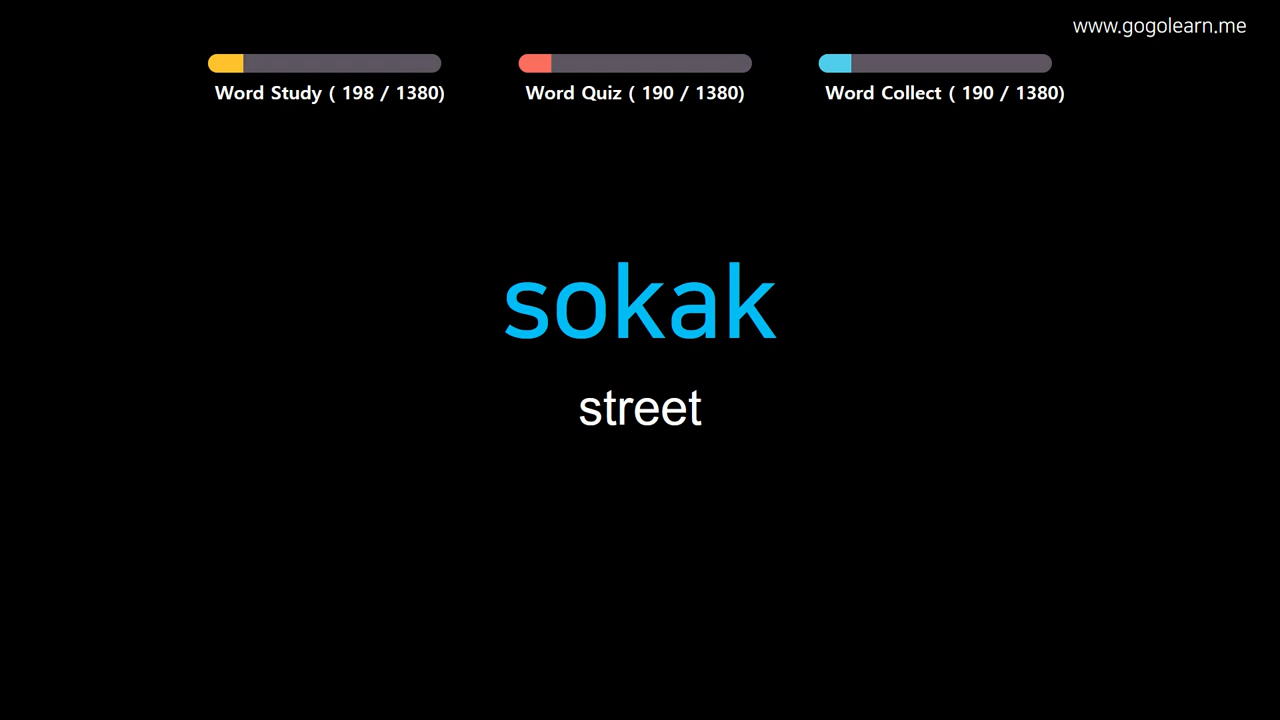 www.gogolearn.me
Word Study ( 198 / 1380)
Word Quiz ( 190 / 1380)
Word Collect ( 190 / 1380)
sokak
street